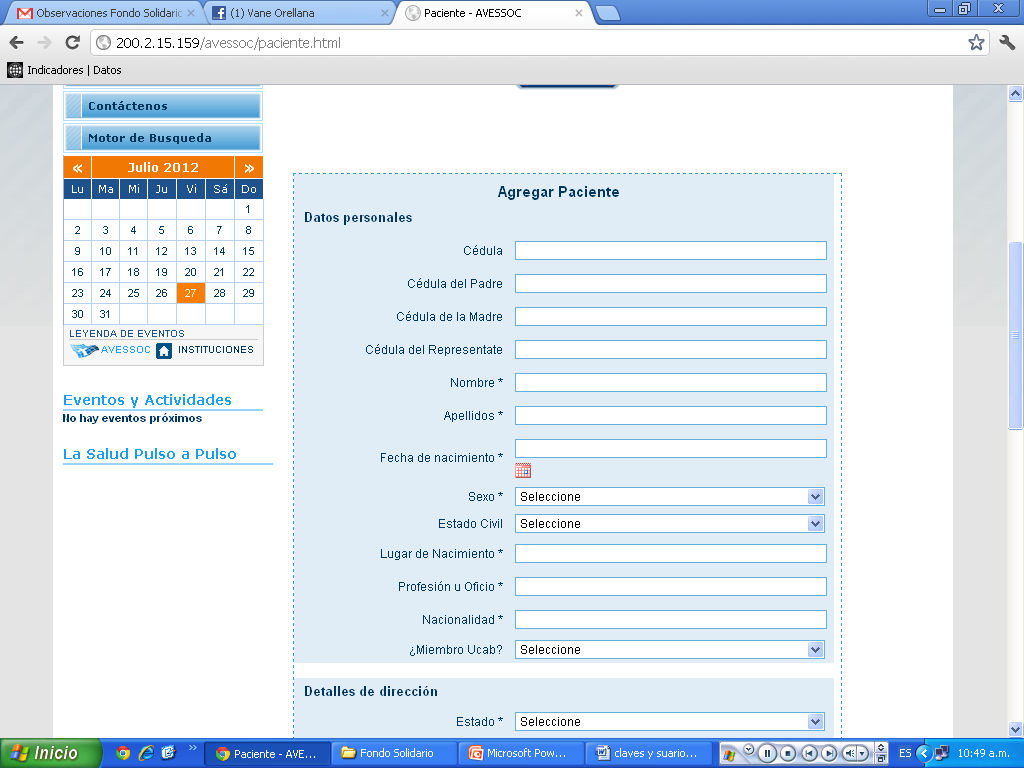 Observaciones Fondo Solidario
(1) Vane Orellana
Paciente - AVESSOC
200.2.15.159/avessoc/paciente.html
Indicadores | Datos
Contáctenos
Motor de Busqueda
« Julio 2012 »
Lu Ma Mi Ju Vi Sá Do
1
2 3 4 5 6 7 8
9 10 11 12 13 14 15
16 17 18 19 20 21 22
23 24 25 26 27 28 29
30 31
LEYENDA DE EVENTOS
AVESSOC INSTITUCIONES
Eventos y Actividades
No hay eventos próximos
La Salud Pulso a Pulso
Agregar Paciente
Datos personales
Cédula
Cédula del Padre
Cédula de la Madre
Cédula del Representate
Nombre *
Apellidos *
Fecha de nacimiento *
Sexo * Seleccione
Estado Civil Seleccione
Lugar de Nacimiento *
Profesión u Oficio *
Nacionalidad *
¿Miembro Ucab? Seleccione
Detalles de dirección
Estado * Seleccione
Inicio
Paciente - AVE...
Fondo Solidario
Microsoft Pow...
claves y suario...
ES
10:49 a.m.